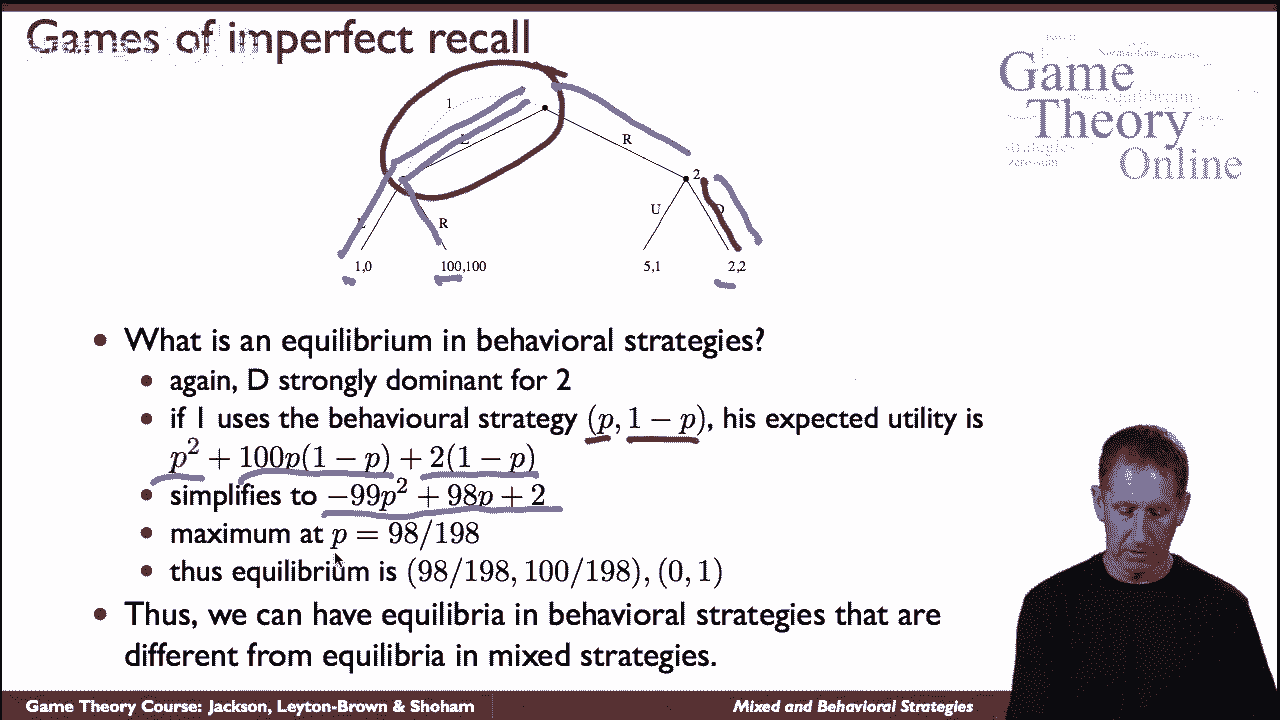 Games of imperfect recall
Game
Theory
Online
1
R
2
U
R
1,0
100,100
5,1
2,2
• What is an equilibrium in behavioral strategies?
• again, D strongly dominant for 2
• if 1 uses the behavioural strategy (p, 1 − p), his expected utility is
p² + 100p(1 − p) + 2(1 − p)
• simplifies to −99p² + 98p + 2
• maximum at p = 98/198
• thus equilibrium is (98/198, 100/198), (0, 1)
• Thus, we can have equilibria in behavioral strategies that are
different from equilibria in mixed strategies.
Game Theory Course: Jackson, Leyton-Brown & Shoham
Mixed and Behavioral Strategies